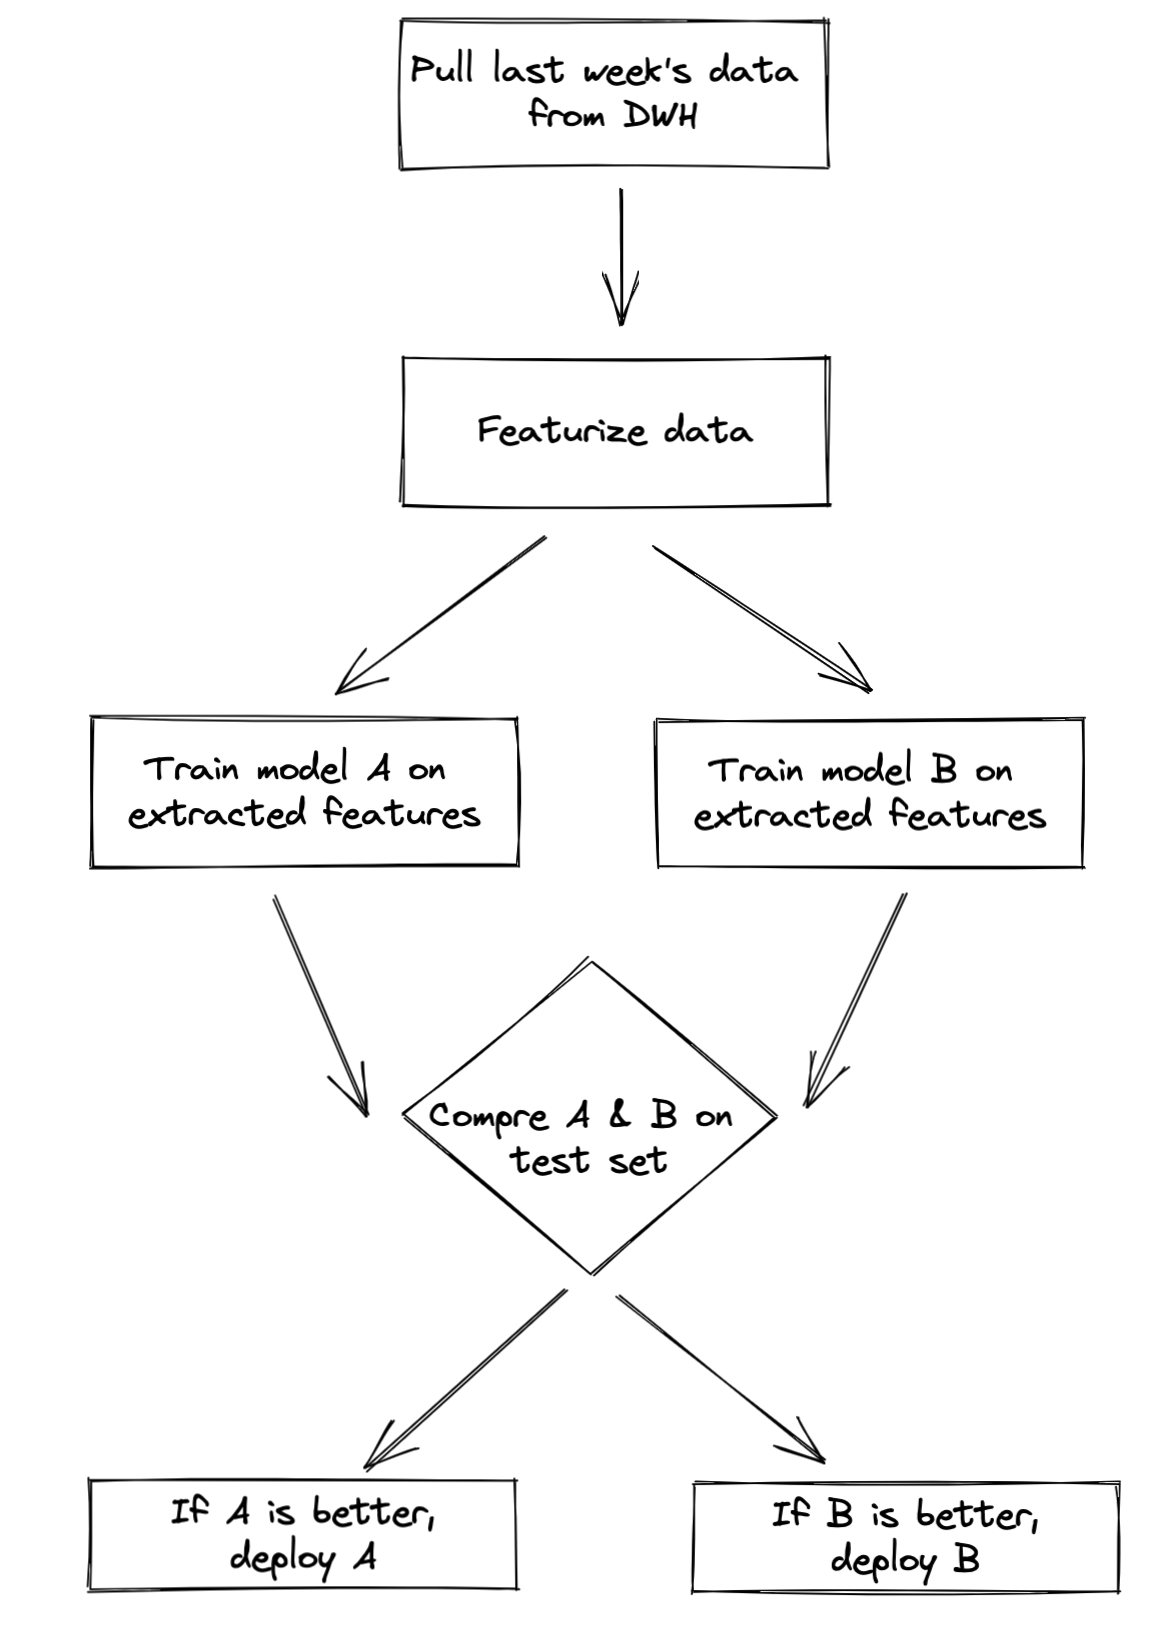 Pull last week's data
from DWH
Featurize data
Train model A on
extracted features
Train model B on
extracted features
Compre A & B on
test set
If A is better,
deploy A
If B is better,
deploy B